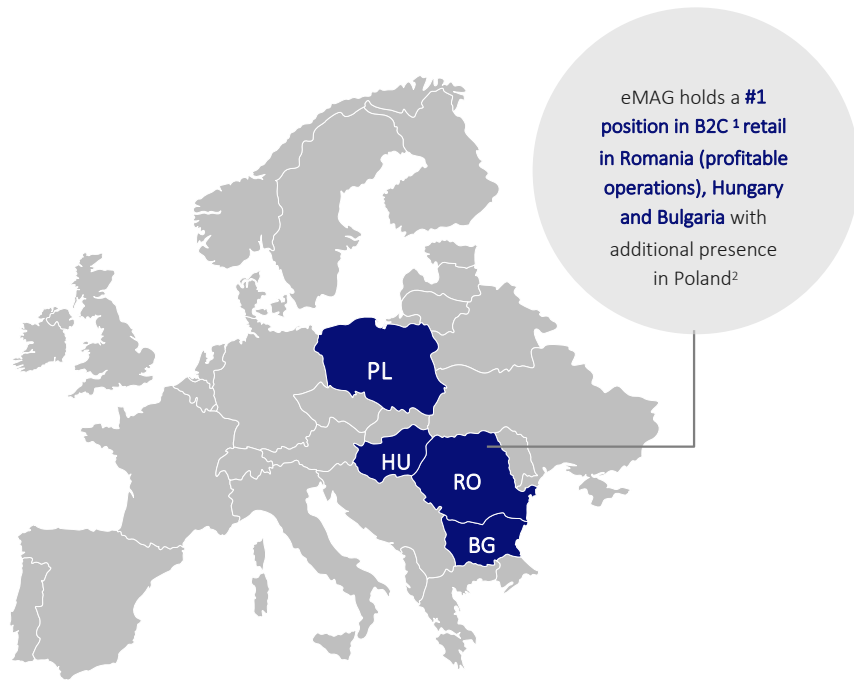 eMAG holds a #1
position in B2C ¹ retail
in Romania (profitable
operations), Hungary
and Bulgaria with
additional presence
in Poland²
PL
HU
RO
BG